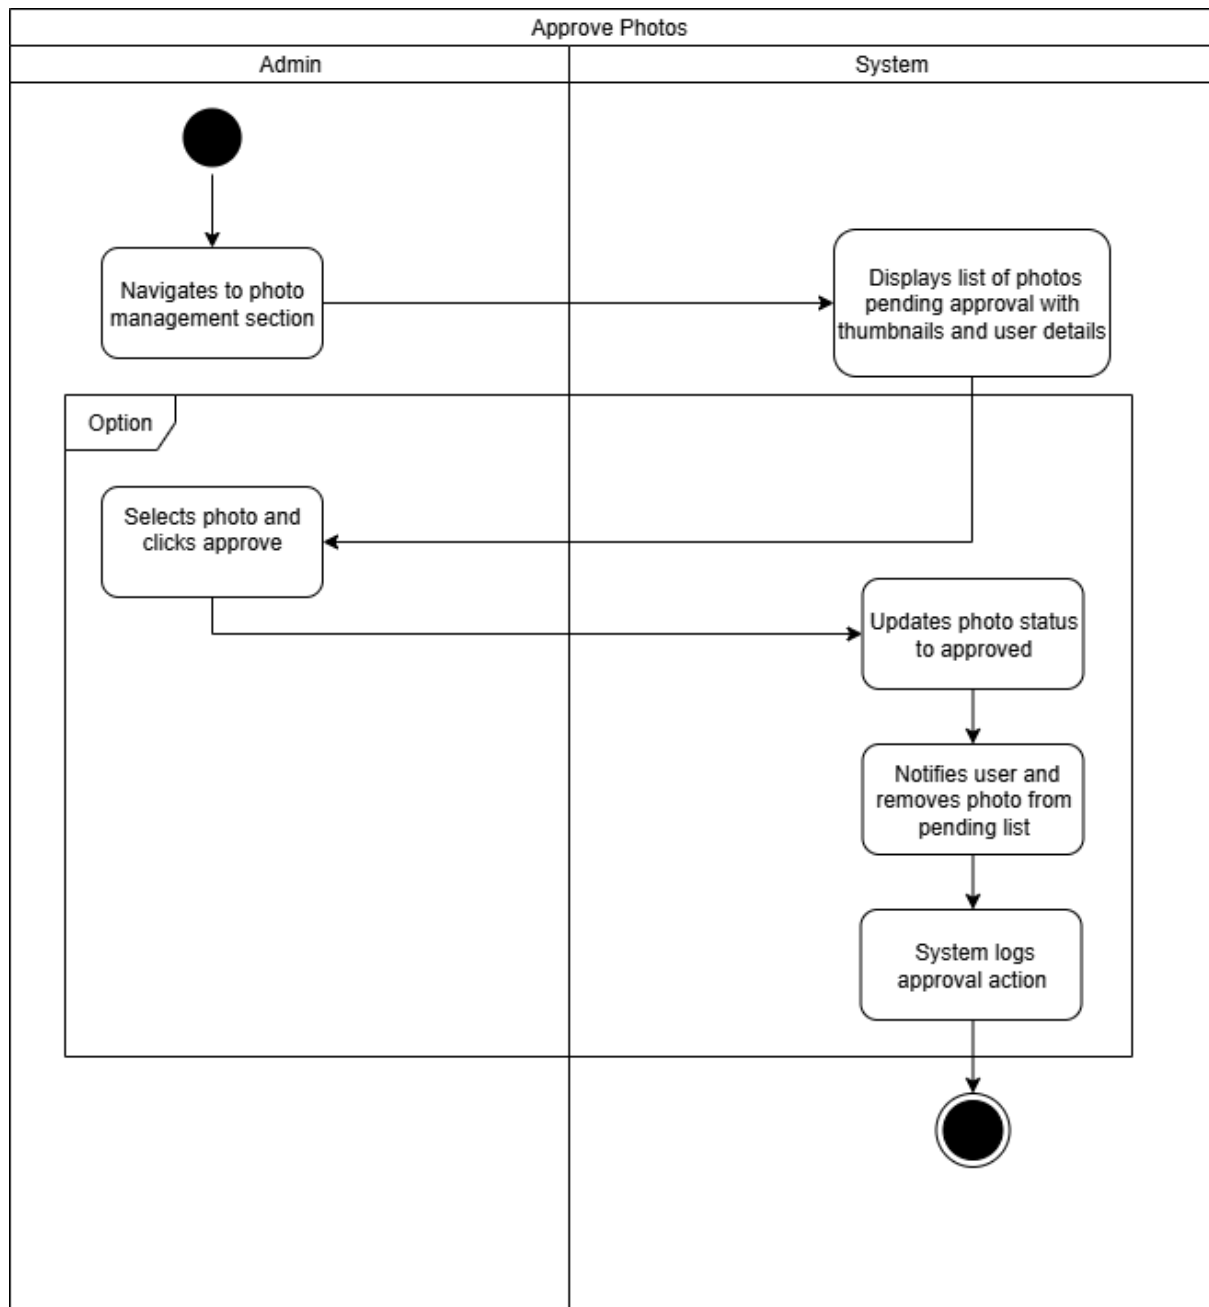 Approve Photos
Admin
System
Navigates to photo
management section
Displays list of photos
pending approval with
thumbnails and user details
Option
Selects photo and
clicks approve
Updates photo status
to approved
Notifies user and
removes photo from
pending list
System logs
approval action